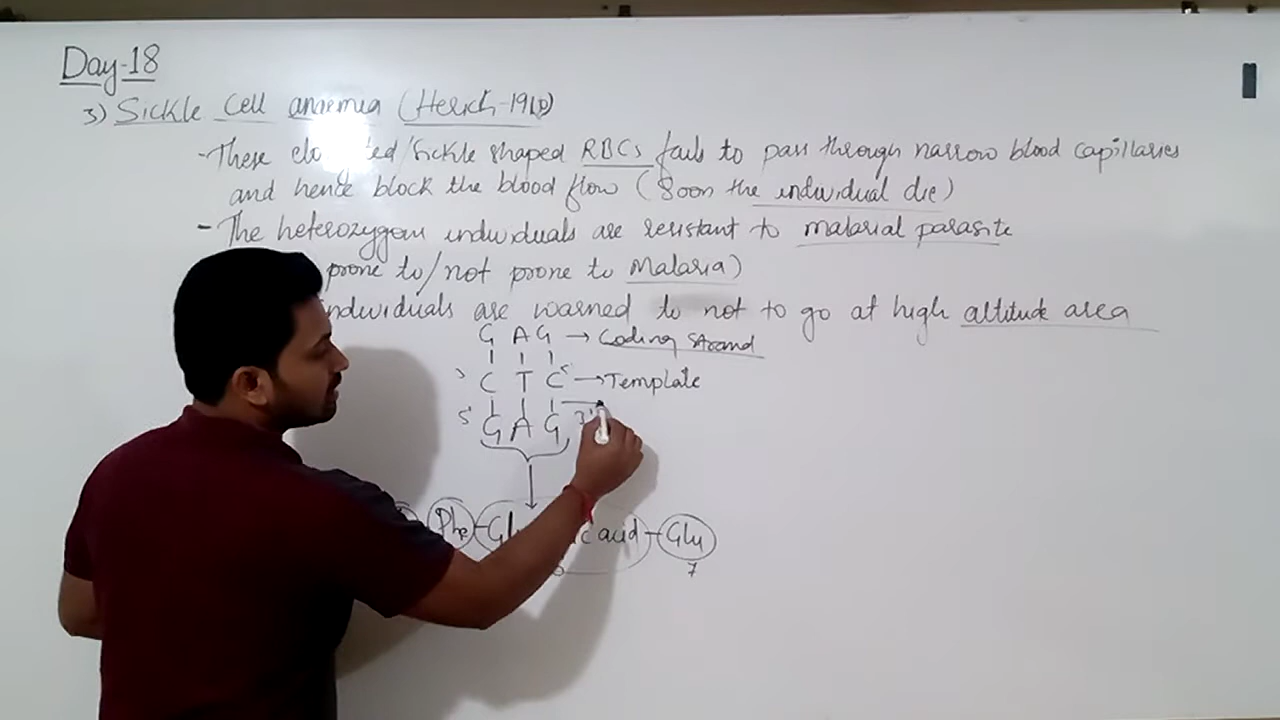 Day-18
3) Sickle Cell anaemia (Herick-1910)
-These sickle shaped RBCs fails to pass through narrow blood capillaries
and hence block the blood flow (Soon the individual die)
- The heterozygous individuals are resistant to malarial parasite
prone to/not prone to Malaria)
individuals are warned to not to go at high altitude area
G A G → Coding Strand
C T C 5' → Template
5' G A G 3'
Phe - acid - Glu
7